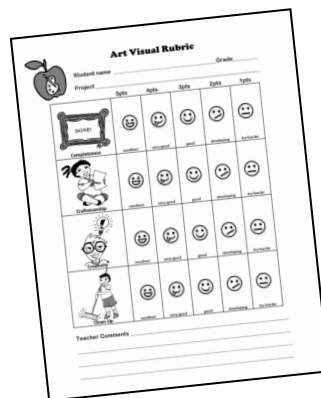 Art Visual Rubric
Student name Grade
Project
5pts 4pts 3pts 2pts 1pts
DONE!
excellent very good good developing try harder
Completeness
excellent very good good developing try harder
Craftsmanship
excellent very good good developing try harder
Creativity
excellent very good good developing try harder
Clean-Up
Teacher Comments